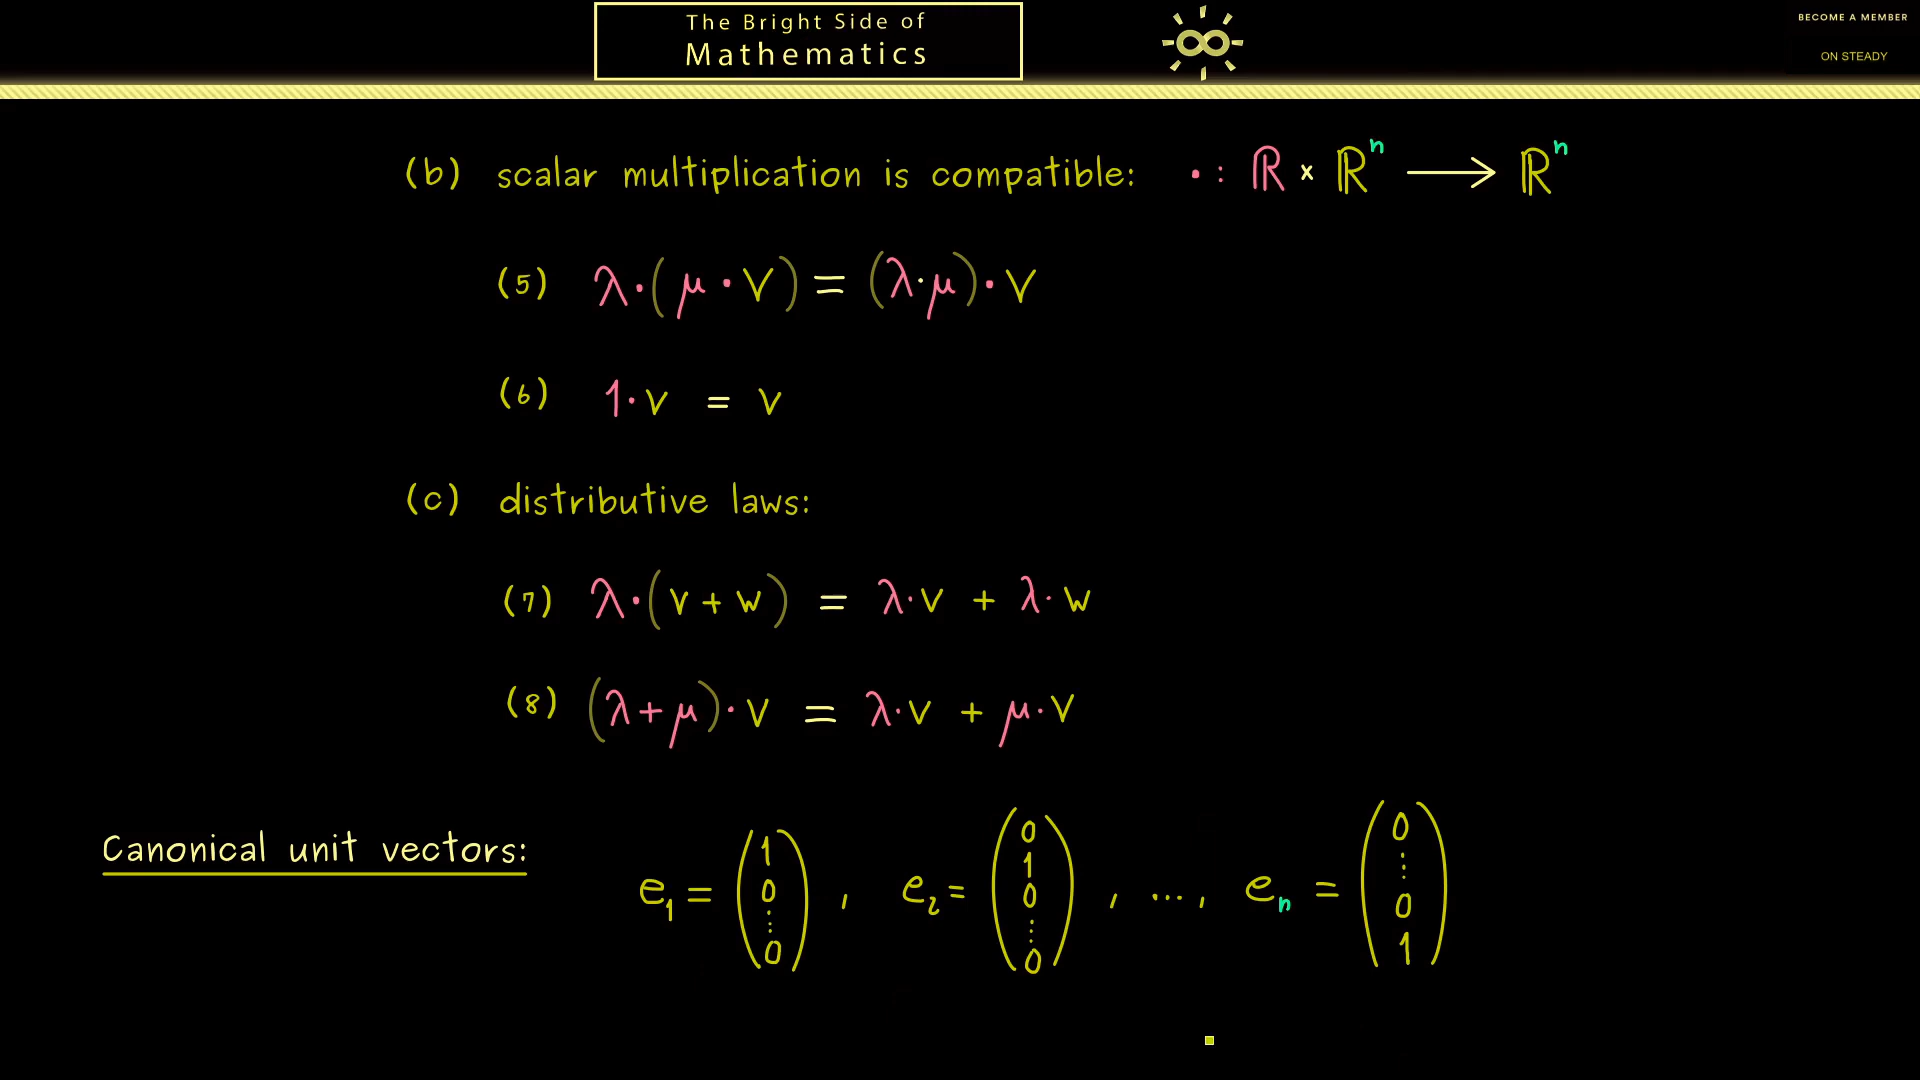 The Bright Side of
Mathematics
BECOME A MEMBER
ON STEADY
(b) scalar multiplication is compatible: · : ℝ × ℝⁿ ⟶ ℝⁿ
(5) λ·(μ·v) = (λ·μ)·v
(6) 1·v = v
(c) distributive laws:
(7) λ·(v + w) = λ·v + λ·w
(8) (λ+μ)·v = λ·v + μ·v
Canonical unit vectors: e₁ = (1 0 ⋮ 0), e₂ = (0 1 0 ⋮ 0), ..., eₙ = (0 ⋮ 0 1)